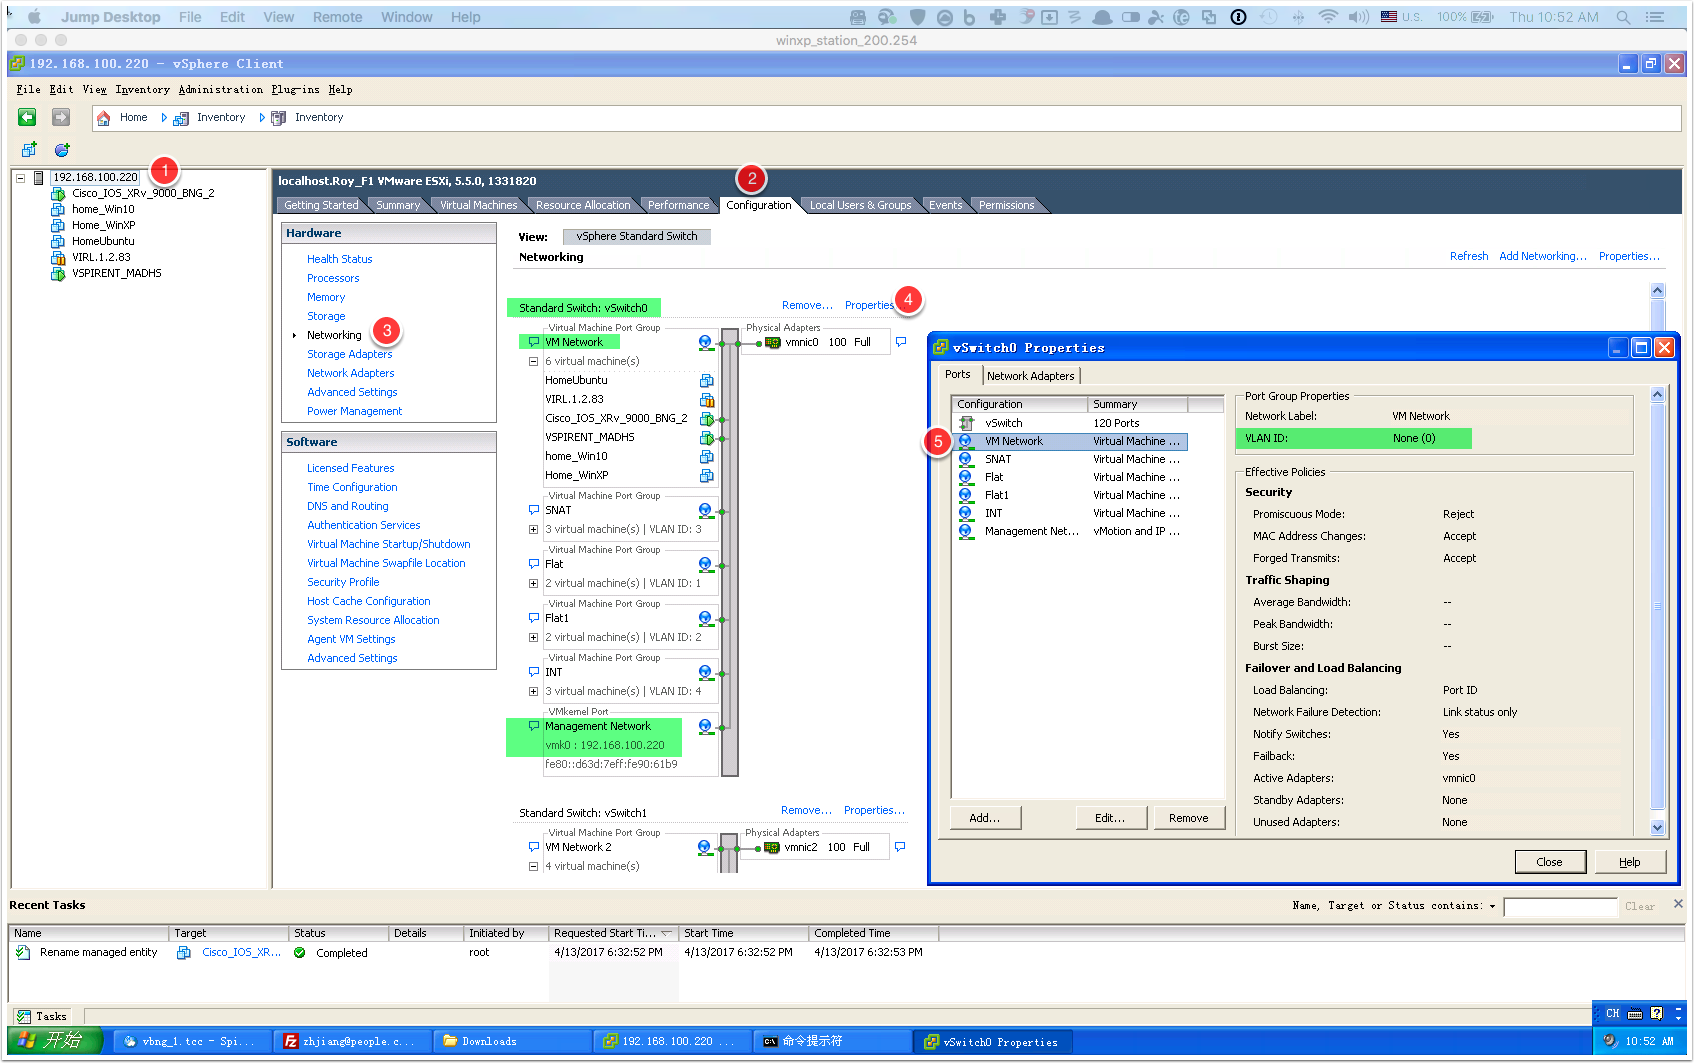 Jump Desktop File Edit View Remote Window Help
U.S. 100% Thu 10:52 AM
winxp_station_200.254
192.168.100.220 - vSphere Client
File Edit View Inventory Administration Plug-ins Help
Home Inventory Inventory
192.168.100.220
1
Cisco_IOS_XRv_9000_BNG_2
home_Win10
Home_WinXP
HomeUbuntu
VIRL.1.2.83
VSPIRENT_MADHS
localhost.Roy_F1 VMware ESXi, 5.5.0, 1331820
2
Getting Started Summary Virtual Machines Resource Allocation Performance Configuration Local Users & Groups Events Permissions
Hardware
Health Status
Processors
Memory
Storage
Networking
3
Storage Adapters
Network Adapters
Advanced Settings
Power Management
Software
Licensed Features
Time Configuration
DNS and Routing
Authentication Services
Virtual Machine Startup/Shutdown
Virtual Machine Swapfile Location
Security Profile
Host Cache Configuration
System Resource Allocation
Agent VM Settings
Advanced Settings
View: vSphere Standard Switch
Networking
Refresh Add Networking... Properties...
Standard Switch: vSwitch0 Remove... Properties
4
Virtual Machine Port Group Physical Adapters
VM Network vmnic0 100 Full
6 virtual machine(s)
HomeUbuntu
VIRL.1.2.83
Cisco_IOS_XRv_9000_BNG_2
VSPIRENT_MADHS
home_Win10
Home_WinXP
Virtual Machine Port Group
SNAT
3 virtual machine(s) | VLAN ID: 3
Virtual Machine Port Group
Flat
2 virtual machine(s) | VLAN ID: 1
Virtual Machine Port Group
Flat1
2 virtual machine(s) | VLAN ID: 2
Virtual Machine Port Group
INT
3 virtual machine(s) | VLAN ID: 4
VMkernel Port
Management Network
vmk0 : 192.168.100.220
fe80::d63d:7eff:fe90:61b9
Standard Switch: vSwitch1 Remove... Properties...
Virtual Machine Port Group Physical Adapters
VM Network 2 vmnic2 100 Full
4 virtual machine(s)
vSwitch0 Properties
Ports Network Adapters
Configuration Summary
vSwitch 120 Ports
5
VM Network Virtual Machine ...
SNAT Virtual Machine ...
Flat Virtual Machine ...
Flat1 Virtual Machine ...
INT Virtual Machine ...
Management Net... vMotion and IP ...
Add... Edit... Remove
Port Group Properties
Network Label: VM Network
VLAN ID: None (0)
Effective Policies
Security
Promiscuous Mode: Reject
MAC Address Changes: Accept
Forged Transmits: Accept
Traffic Shaping
Average Bandwidth: --
Peak Bandwidth: --
Burst Size: --
Failover and Load Balancing
Load Balancing: Port ID
Network Failure Detection: Link status only
Notify Switches: Yes
Failback: Yes
Active Adapters: vmnic0
Standby Adapters: None
Unused Adapters: None
Close Help
Recent Tasks
Name, Target or Status contains: Clear
Name Target Status Details Initiated by Requested Start Ti... Start Time Completed Time
Rename managed entity Cisco_IOS_XR... Completed root 4/13/2017 6:32:52 PM 4/13/2017 6:32:52 PM 4/13/2017 6:32:53 PM
Tasks
CH
开始 vbng_1.tcc - Spi... zhjiang@people.c... Downloads 192.168.100.220 ... 命令提示符 vSwitch0 Properties 10:52 AM